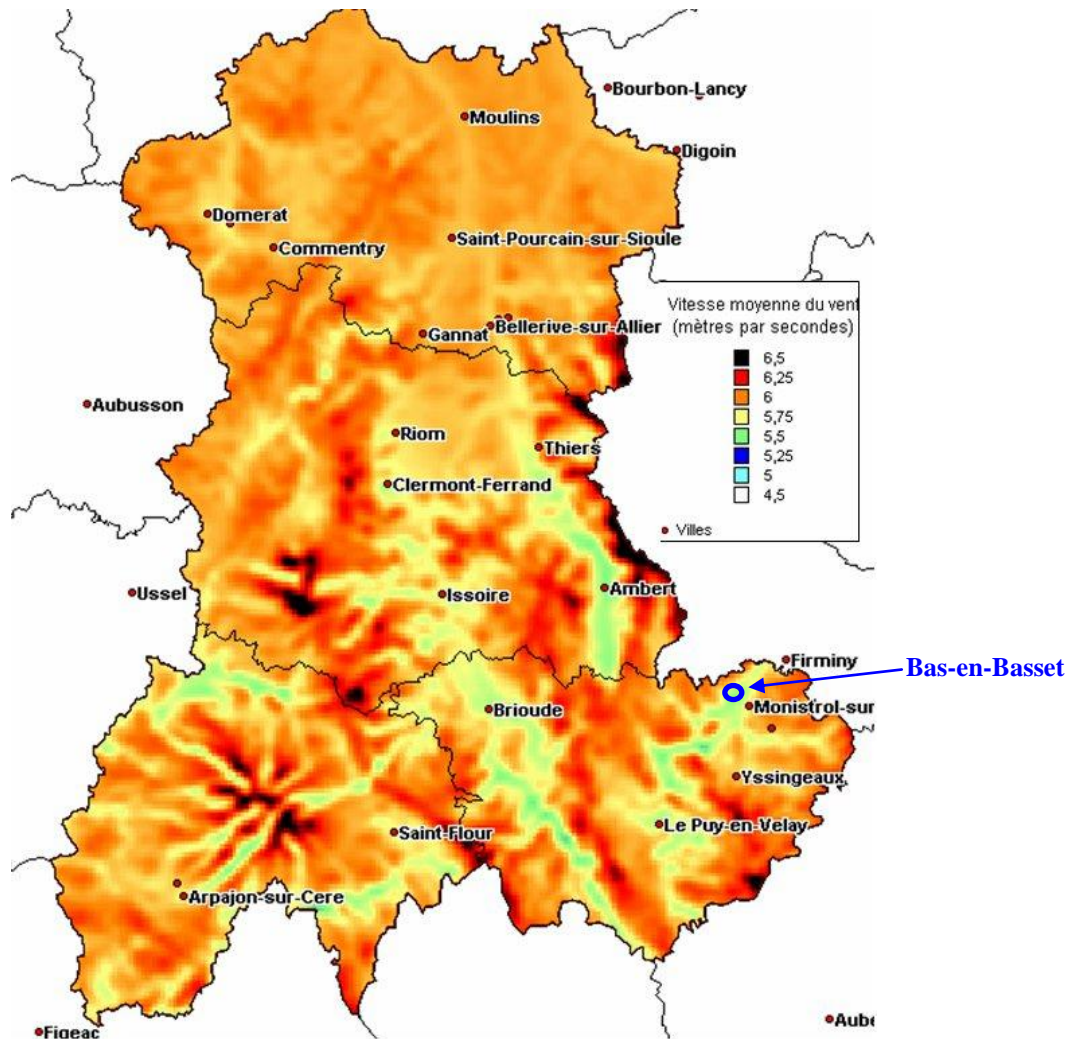 Bourbon-Lancy
Moulins
Digoin
Domerat
Saint-Pourcain-sur-Sioule
Commentry
Vitesse moyenne du vent
(mètres par secondes)
6,5
6,25
6
5,75
5,5
5,25
5
4,5
Villes
Bellerive-sur-Allier
Gannat
Aubusson
Riom
Thiers
Clermont-Ferrand
Ussel
Issoire
Ambert
Firminy
Bas-en-Basset
Brioude
Monistrol-sur
Yssingeaux
Le Puy-en-Velay
Saint-Flour
Arpajon-sur-Cere
Figeac
Aube